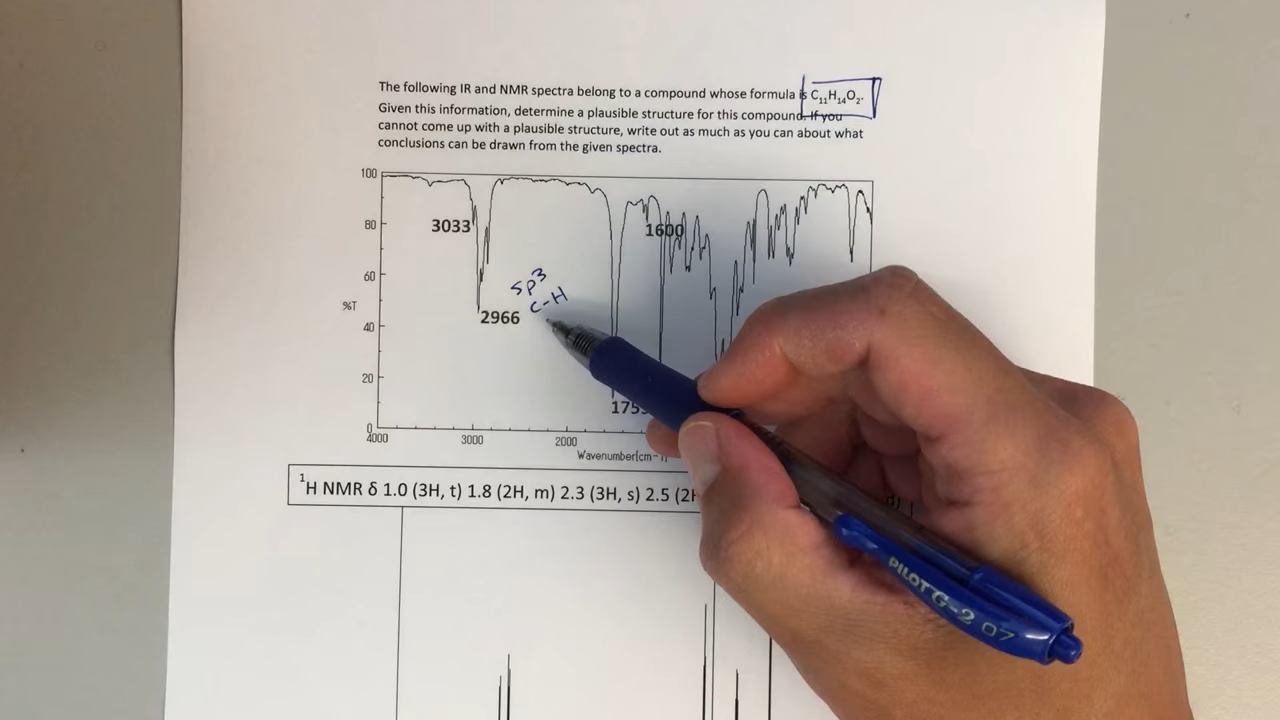 The following IR and NMR spectra belong to a compound whose formula is C₁₁H₁₄O₂.
Given this information, determine a plausible structure for this compound. If you
cannot come up with a plausible structure, write out as much as you can about what
conclusions can be drawn from the given spectra.
100
80
60
%T
40
20
0
3033
1600
sp³
C-H
2966
4000
3000
2000
Wavenumber[cm-1]
¹H NMR δ 1.0 (3H, t) 1.8 (2H, m) 2.3 (3H, s) 2.5 (2H
PILOT G-2 07